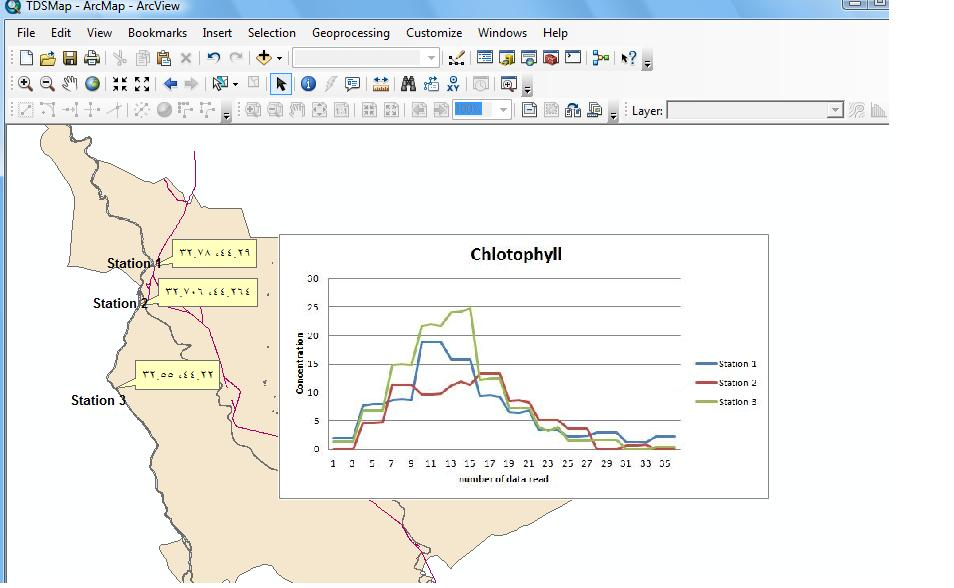 TDSMap - ArcMap - ArcView
File Edit View Bookmarks Insert Selection Geoprocessing Customize Windows Help
100%
Layer:
Station 1
٣٢,٧٨ ،٤٤,٢٩
Station 2
٣٢,٧٠٦ ،٤٤,٢٦٤
Station 3
٣٢,٥٥ ،٤٤,٢٢
Chlotophyll
Concentration
30
25
20
15
10
5
0
1 3 5 7 9 11 13 15 17 19 21 23 25 27 29 31 33 35
number of data read
Station 1
Station 2
Station 3